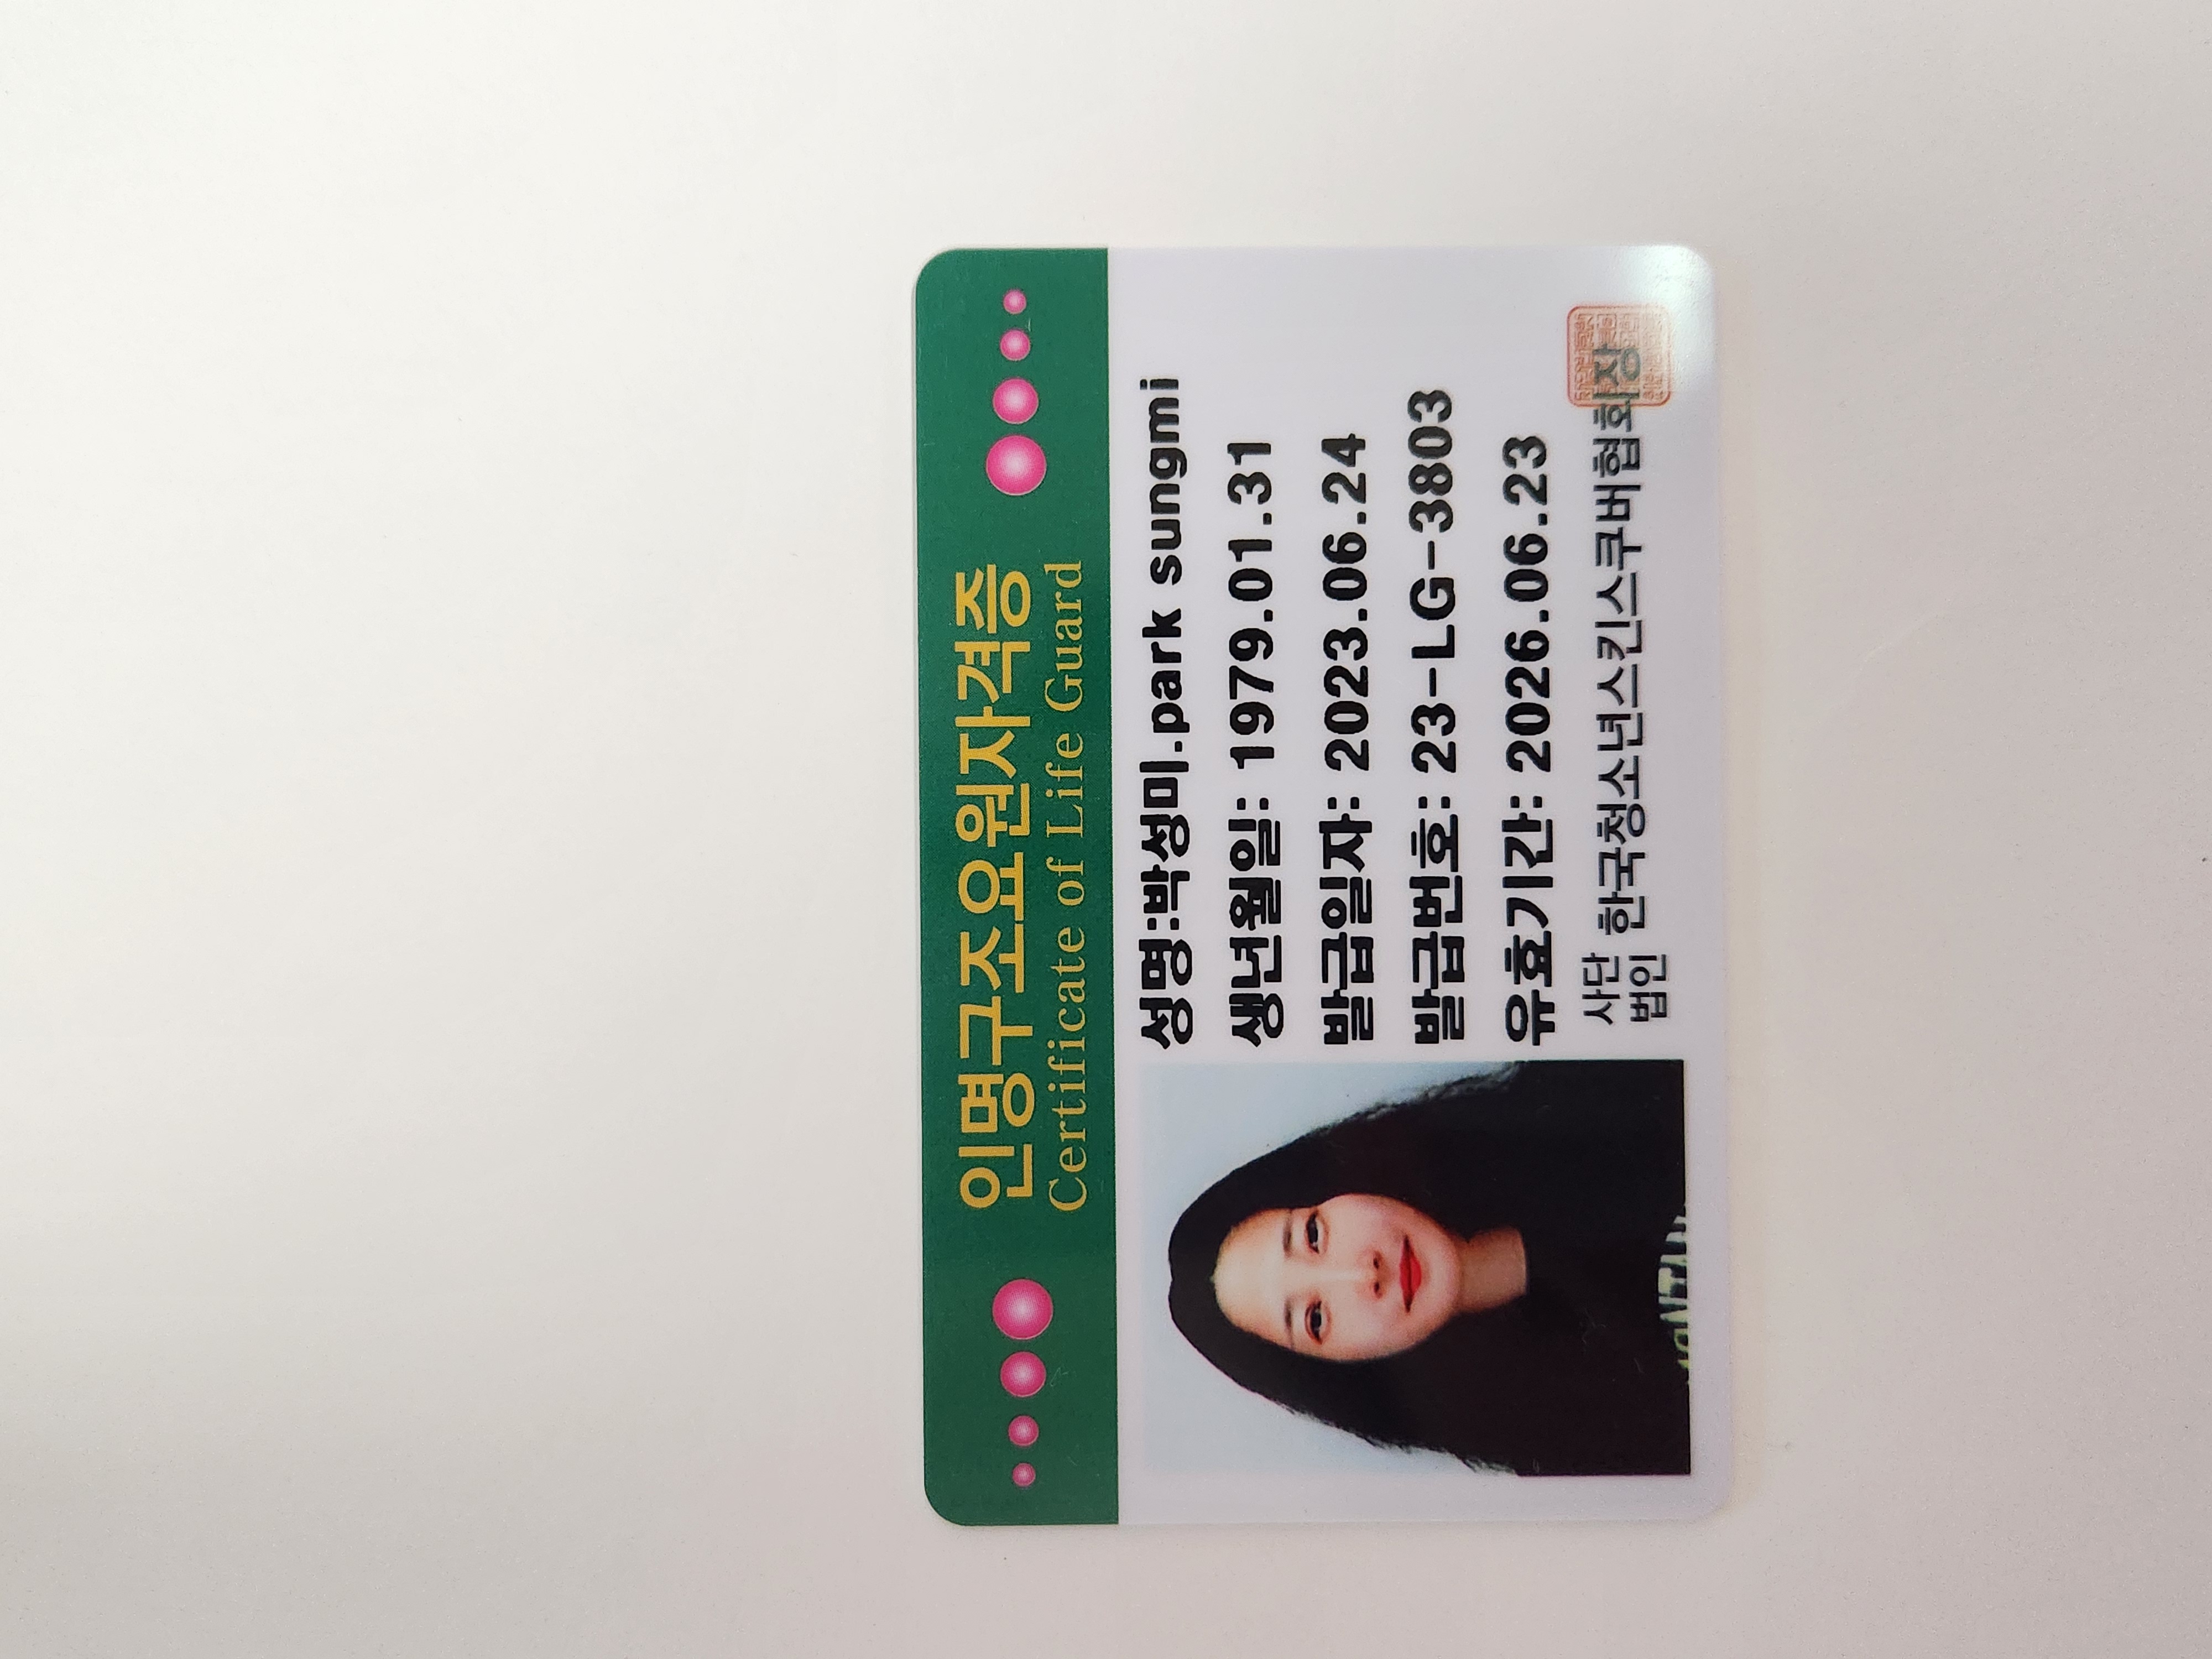 인명구조요원자격증
Certificate of Life Guard
성명:박성미.park sungmi
생년월일: 1979.01.31
발급일자: 2023.06.24
발급번호: 23-LG-3803
유효기간: 2026.06.23
사단법인 한국청소년스킨스쿠버협회장